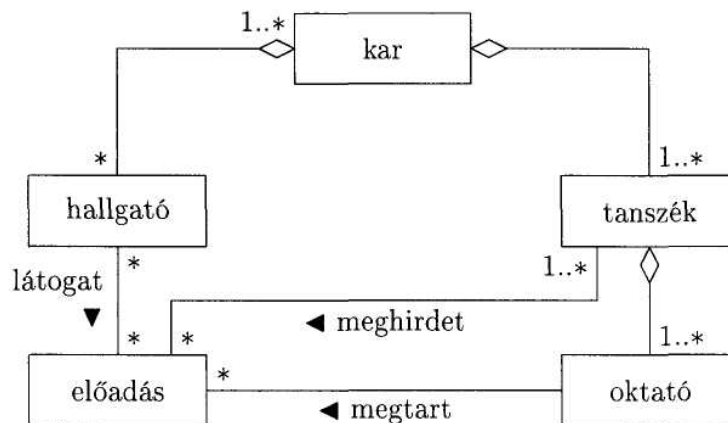 1..*
kar
*
1..*
hallgató
tanszék
*
1..*
látogat
meghirdet
*
*
1..*
előadás
*
oktató
megtart